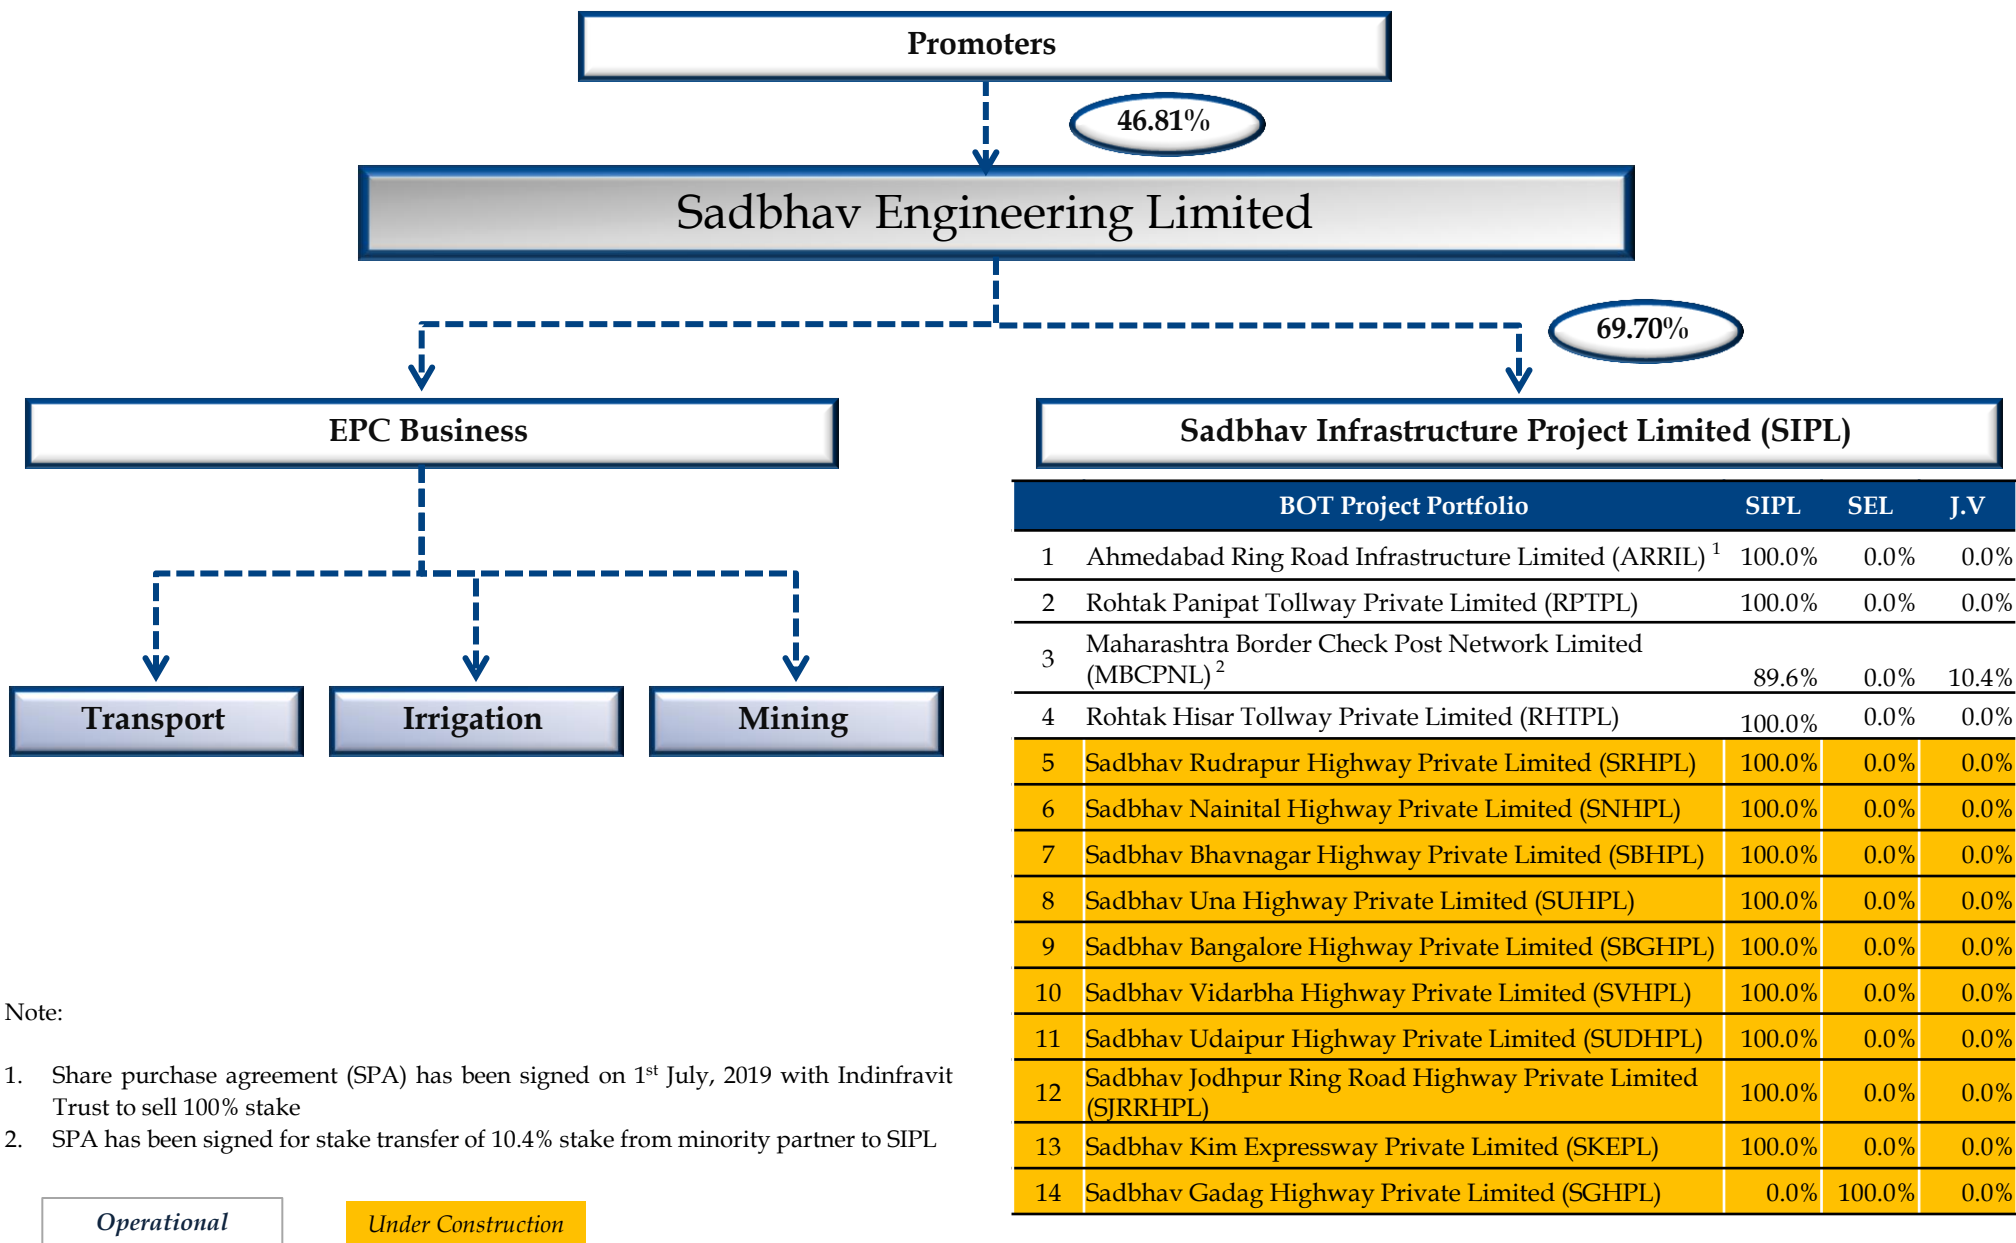 Promoters
46.81%
Sadbhav Engineering Limited
69.70%
EPC Business
Sadbhav Infrastructure Project Limited (SIPL)
BOT Project Portfolio SIPL SEL J.V
1 Ahmedabad Ring Road Infrastructure Limited (ARRIL) 1 100.0% 0.0% 0.0%
2 Rohtak Panipat Tollway Private Limited (RPTPL) 100.0% 0.0% 0.0%
3 Maharashtra Border Check Post Network Limited
(MBCPNL) 2 89.6% 0.0% 10.4%
4 Rohtak Hisar Tollway Private Limited (RHTPL) 100.0% 0.0% 0.0%
5 Sadbhav Rudrapur Highway Private Limited (SRHPL) 100.0% 0.0% 0.0%
6 Sadbhav Nainital Highway Private Limited (SNHPL) 100.0% 0.0% 0.0%
7 Sadbhav Bhavnagar Highway Private Limited (SBHPL) 100.0% 0.0% 0.0%
8 Sadbhav Una Highway Private Limited (SUHPL) 100.0% 0.0% 0.0%
9 Sadbhav Bangalore Highway Private Limited (SBGHPL) 100.0% 0.0% 0.0%
10 Sadbhav Vidarbha Highway Private Limited (SVHPL) 100.0% 0.0% 0.0%
11 Sadbhav Udaipur Highway Private Limited (SUDHPL) 100.0% 0.0% 0.0%
12 Sadbhav Jodhpur Ring Road Highway Private Limited
(SJRRHPL) 100.0% 0.0% 0.0%
13 Sadbhav Kim Expressway Private Limited (SKEPL) 100.0% 0.0% 0.0%
14 Sadbhav Gadag Highway Private Limited (SGHPL) 0.0% 100.0% 0.0%
Transport
Irrigation
Mining
Note:
1. Share purchase agreement (SPA) has been signed on 1st July, 2019 with Indinfravit
Trust to sell 100% stake
2. SPA has been signed for stake transfer of 10.4% stake from minority partner to SIPL
Operational
Under Construction